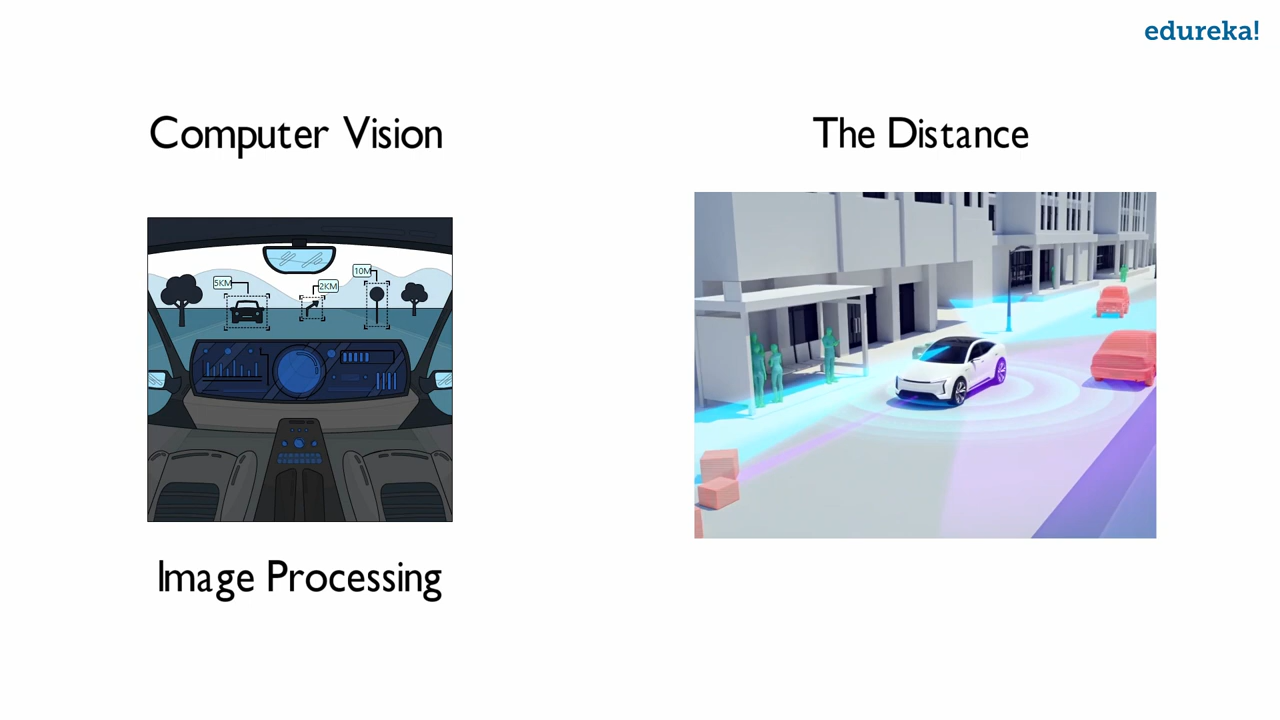 edureka!
Computer Vision
The Distance
5KM
2KM
10M
Image Processing